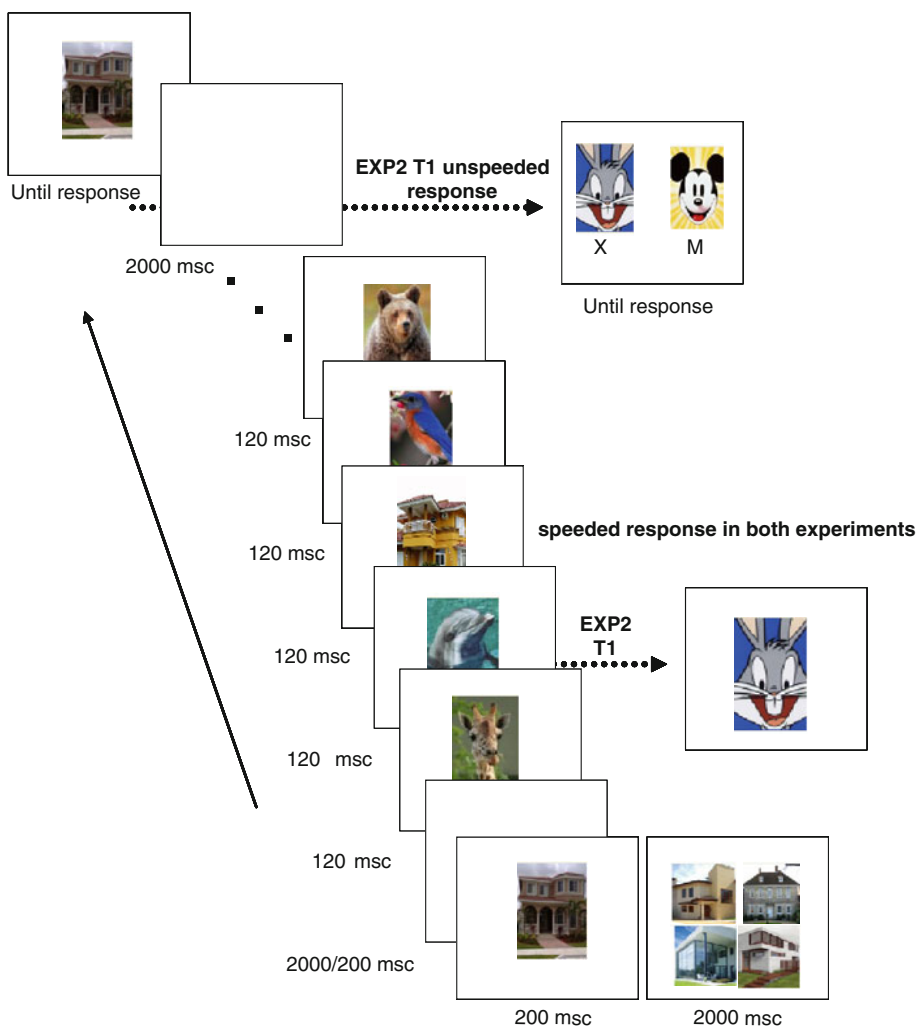 Until response
EXP2 T1 unspeeded
response
X M
Until response
2000 msc
120 msc
120 msc
speeded response in both experiments
120 msc
EXP2
T1
120 msc
120 msc
2000/200 msc
200 msc 2000 msc